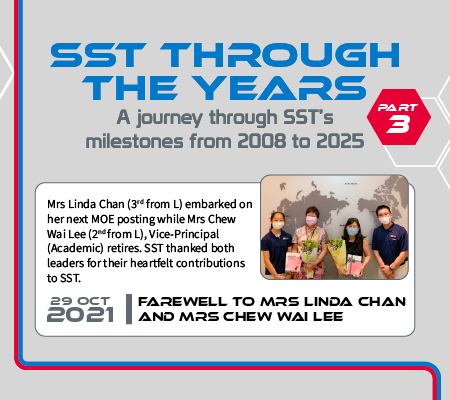 SST THROUGH
THE YEARS
A journey through SST's
milestones from 2008 to 2025
PART
3
Mrs Linda Chan (3rd from L) embarked on
her next MOE posting while Mrs Chew
Wai Lee (2nd from L), Vice-Principal
(Academic) retires. SST thanked both
leaders for their heartfelt contributions
to SST.
29 OCT
2021
FAREWELL TO MRS LINDA CHAN
AND MRS CHEW WAI LEE